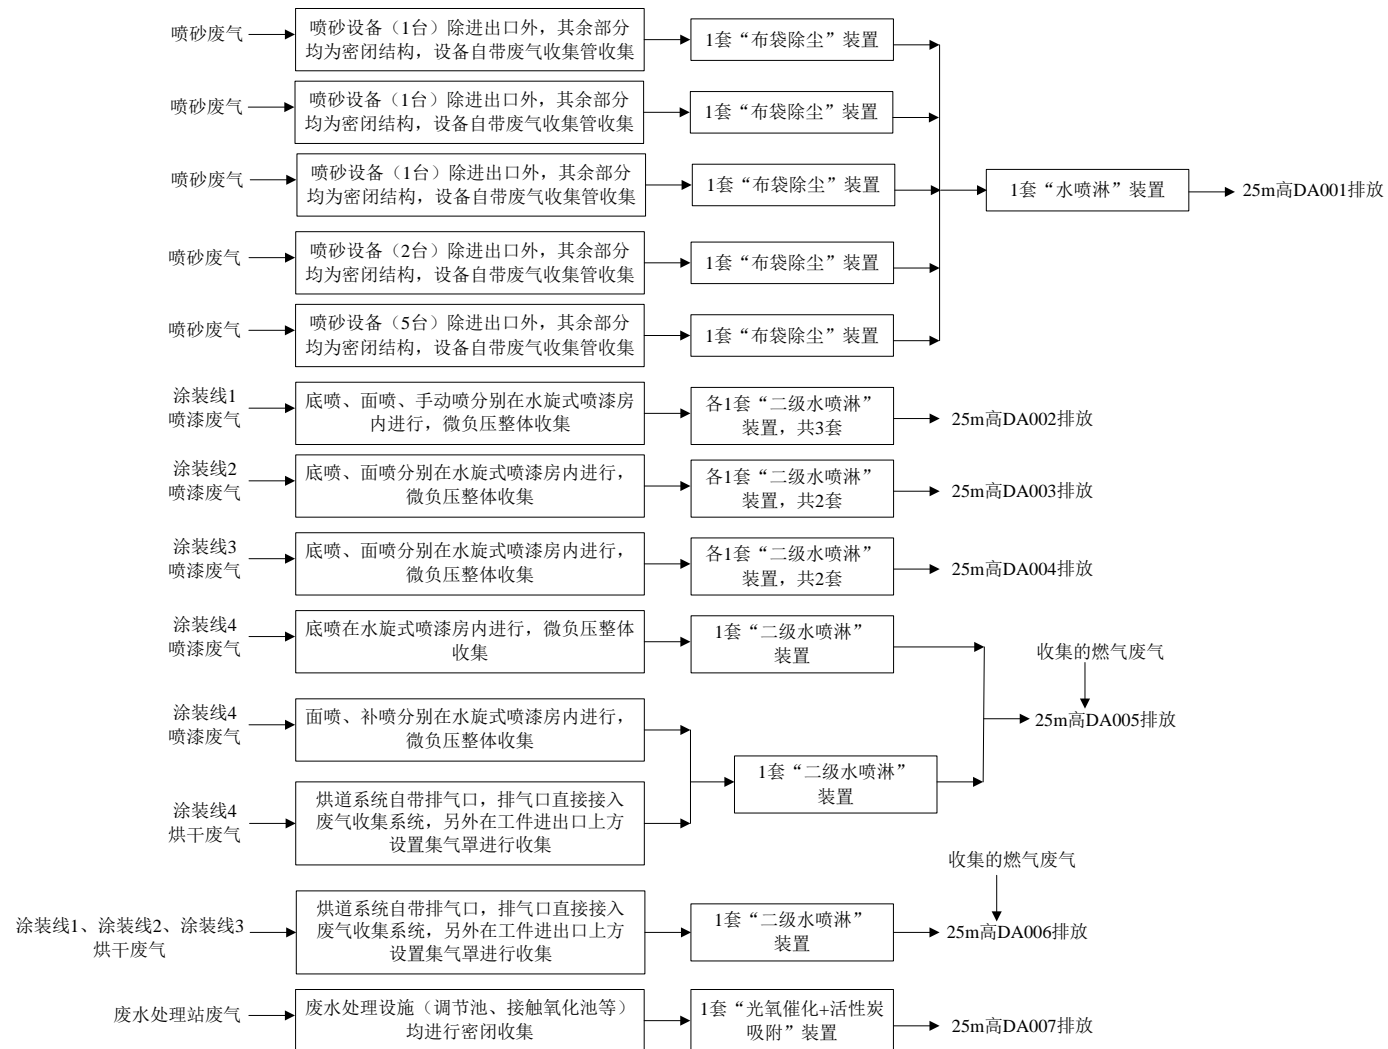 喷砂废气
喷砂设备（1台）除进出口外，其余部分
均为密闭结构，设备自带废气收集管收集
1套“布袋除尘”装置
喷砂废气
喷砂设备（1台）除进出口外，其余部分
均为密闭结构，设备自带废气收集管收集
1套“布袋除尘”装置
喷砂废气
喷砂设备（1台）除进出口外，其余部分
均为密闭结构，设备自带废气收集管收集
1套“布袋除尘”装置
1套“水喷淋”装置
25m高DA001排放
喷砂废气
喷砂设备（2台）除进出口外，其余部分
均为密闭结构，设备自带废气收集管收集
1套“布袋除尘”装置
喷砂废气
喷砂设备（5台）除进出口外，其余部分
均为密闭结构，设备自带废气收集管收集
1套“布袋除尘”装置
涂装线1
喷漆废气
底喷、面喷、手动喷分别在水旋式喷漆房
内进行，微负压整体收集
各1套“二级水喷淋”
装置，共3套
25m高DA002排放
涂装线2
喷漆废气
底喷、面喷分别在水旋式喷漆房内进行，
微负压整体收集
各1套“二级水喷淋”
装置，共2套
25m高DA003排放
涂装线3
喷漆废气
底喷、面喷分别在水旋式喷漆房内进行，
微负压整体收集
各1套“二级水喷淋”
装置，共2套
25m高DA004排放
涂装线4
喷漆废气
底喷在水旋式喷漆房内进行，微负压整体
收集
1套“二级水喷淋”
装置
收集的燃气废气
25m高DA005排放
涂装线4
喷漆废气
面喷、补喷分别在水旋式喷漆房内进行，
微负压整体收集
1套“二级水喷淋”
装置
涂装线4
烘干废气
烘道系统自带排气口，排气口直接接入
废气收集系统，另外在工件进出口上方
设置集气罩进行收集
收集的燃气废气
涂装线1、涂装线2、涂装线3
烘干废气
烘道系统自带排气口，排气口直接接入
废气收集系统，另外在工件进出口上方
设置集气罩进行收集
1套“二级水喷淋”
装置
25m高DA006排放
废水处理站废气
废水处理设施（调节池、接触氧化池等）
均进行密闭收集
1套“光氧催化+活性炭
吸附”装置
25m高DA007排放